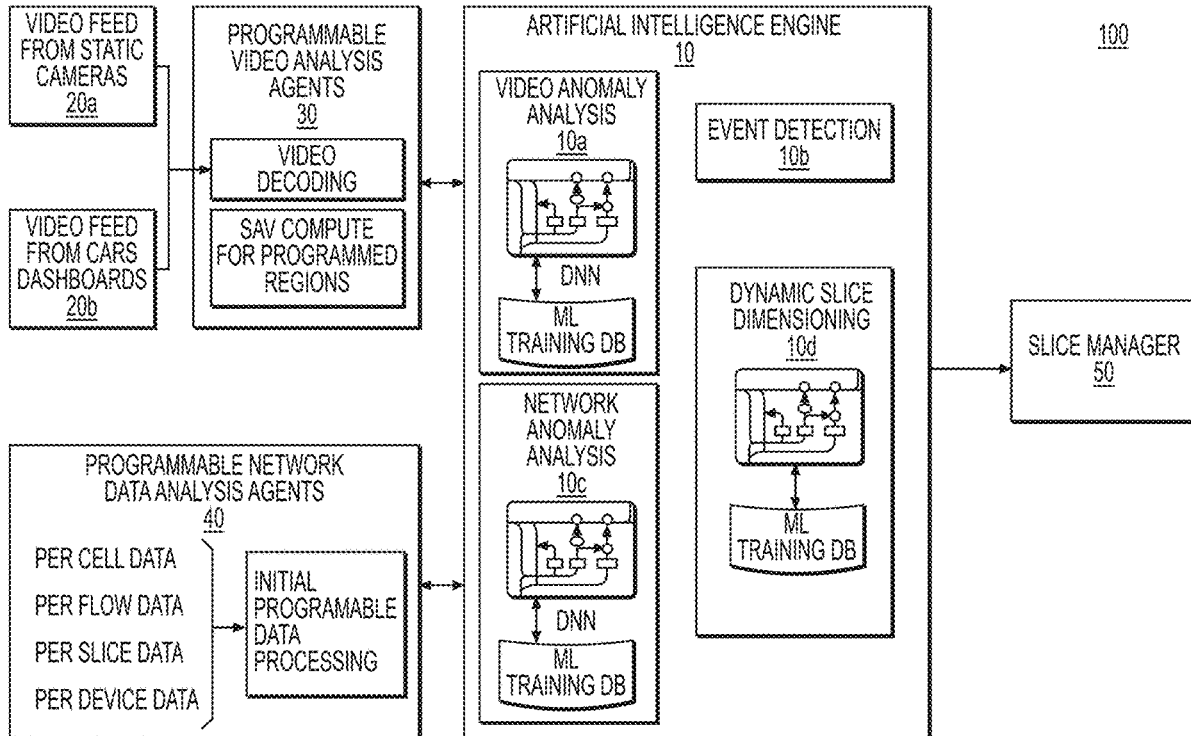 VIDEO FEED
FROM STATIC
CAMERAS
20a
VIDEO FEED
FROM CARS
DASHBOARDS
20b
PROGRAMMABLE
VIDEO ANALYSIS
AGENTS
30
VIDEO
DECODING
SAV COMPUTE
FOR PROGRAMMED
REGIONS
ARTIFICIAL INTELLIGENCE ENGINE
10
VIDEO ANOMALY
ANALYSIS
10a
DNN
ML
TRAINING DB
EVENT DETECTION
10b
NETWORK
ANOMALY
ANALYSIS
10c
DNN
ML
TRAINING DB
DYNAMIC SLICE
DIMENSIONING
10d
ML
TRAINING DB
100
SLICE MANAGER
50
PROGRAMMABLE NETWORK
DATA ANALYSIS AGENTS
40
PER CELL DATA
PER FLOW DATA
PER SLICE DATA
PER DEVICE DATA
INITIAL
PROGRAMABLE
DATA
PROCESSING